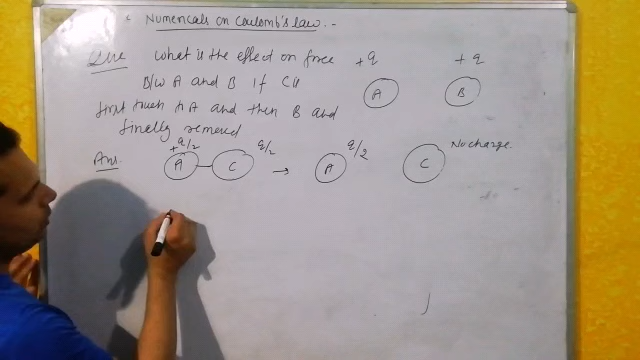 Numericals on Coulomb's law :-
Que What is the effect on force
B/w A and B if C is
first touch to A and then B and
finally removed
+q +q
A B
Ans. +q/2 q/2 q/2 No charge
A C → A C